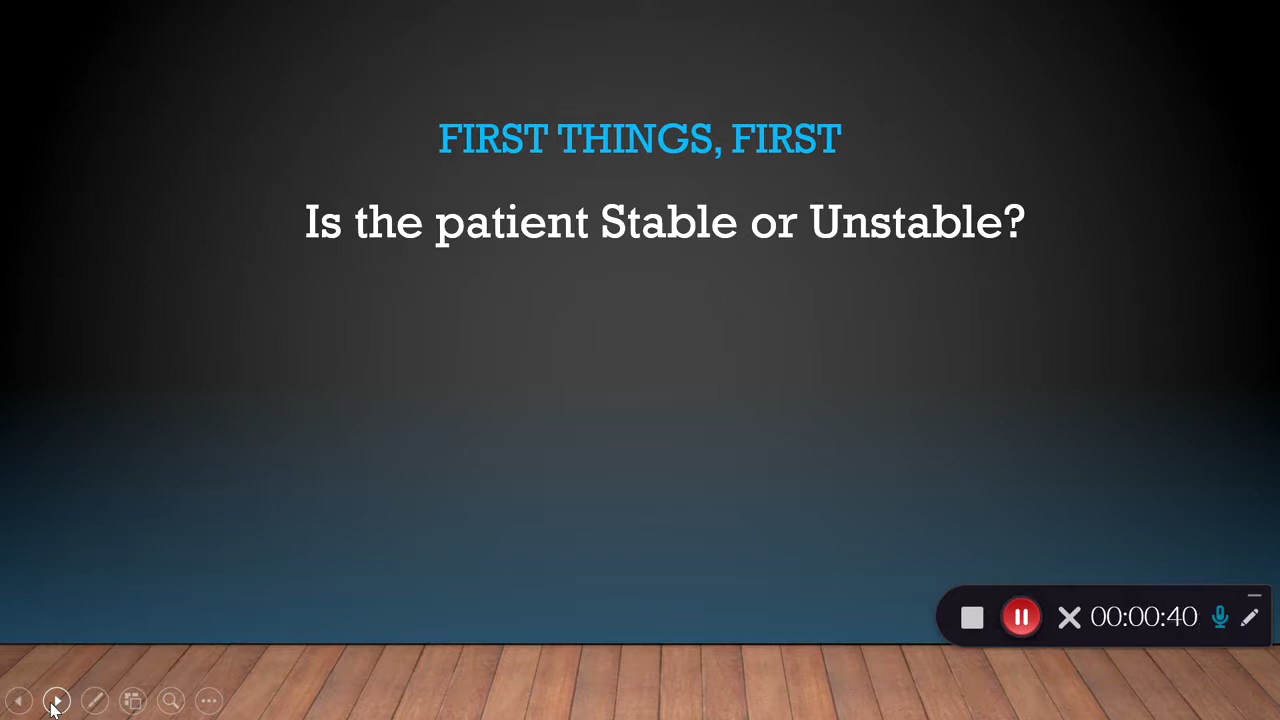 FIRST THINGS, FIRST
Is the patient Stable or Unstable?
00:00:40